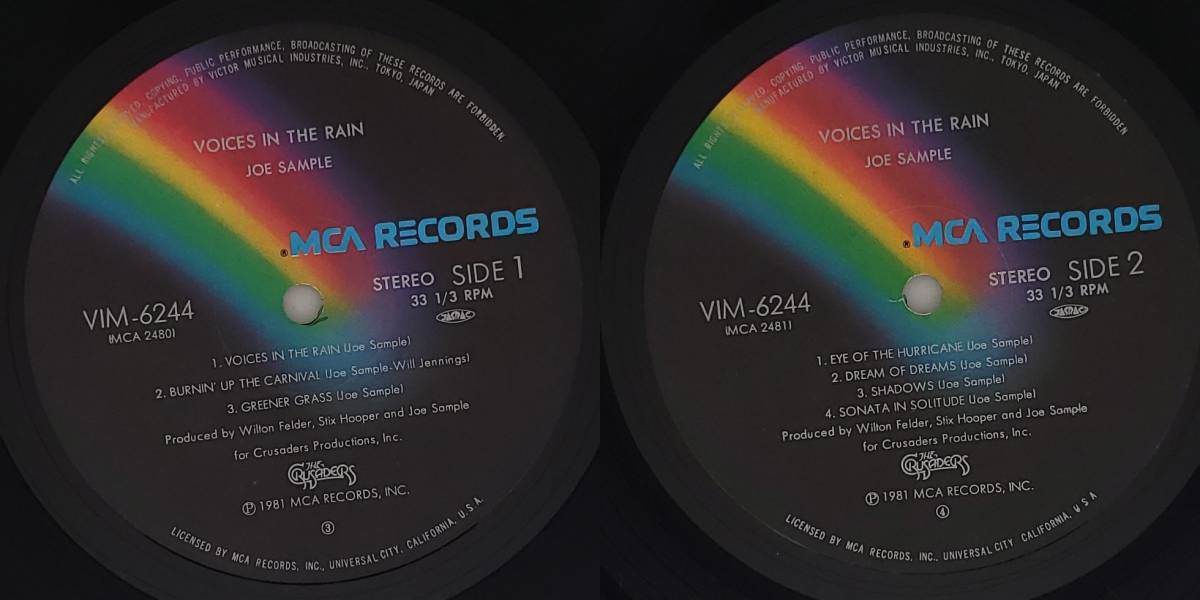 ALL RIGHTS RESERVED, COPYING, PUBLIC PERFORMANCE, BROADCASTING OF THESE RECORDS ARE FORBIDDEN.
MANUFACTURED BY VICTOR MUSICAL INDUSTRIES, INC., TOKYO, JAPAN
VOICES IN THE RAIN
JOE SAMPLE
® MCA RECORDS
STEREO SIDE 1
33 1/3 RPM
JASRAC
VIM-6244
(MCA 2480)
1. VOICES IN THE RAIN (Joe Sample)
2. BURNIN' UP THE CARNIVAL (Joe Sample-Will Jennings)
3. GREENER GRASS (Joe Sample)
Produced by Wilton Felder, Stix Hooper and Joe Sample
for Crusaders Productions, Inc.
THE CRUSADERS
Ⓟ 1981 MCA RECORDS, INC.
③
LICENSED BY MCA RECORDS, INC., UNIVERSAL CITY, CALIFORNIA, U.S.A.
ALL RIGHTS RESERVED, COPYING, PUBLIC PERFORMANCE, BROADCASTING OF THESE RECORDS ARE FORBIDDEN
MANUFACTURED BY VICTOR MUSICAL INDUSTRIES, INC., TOKYO, JAPAN
VOICES IN THE RAIN
JOE SAMPLE
® MCA RECORDS
STEREO SIDE 2
33 1/3 RPM
JASRAC
VIM-6244
(MCA 2481)
1. EYE OF THE HURRICANE (Joe Sample)
2. DREAM OF DREAMS (Joe Sample)
3. SHADOWS (Joe Sample)
4. SONATA IN SOLITUDE (Joe Sample)
Produced by Wilton Felder, Stix Hooper and Joe Sample
for Crusaders Productions, Inc.
THE CRUSADERS
Ⓟ 1981 MCA RECORDS, INC.
④
LICENSED BY MCA RECORDS, INC., UNIVERSAL CITY, CALIFORNIA, U S A